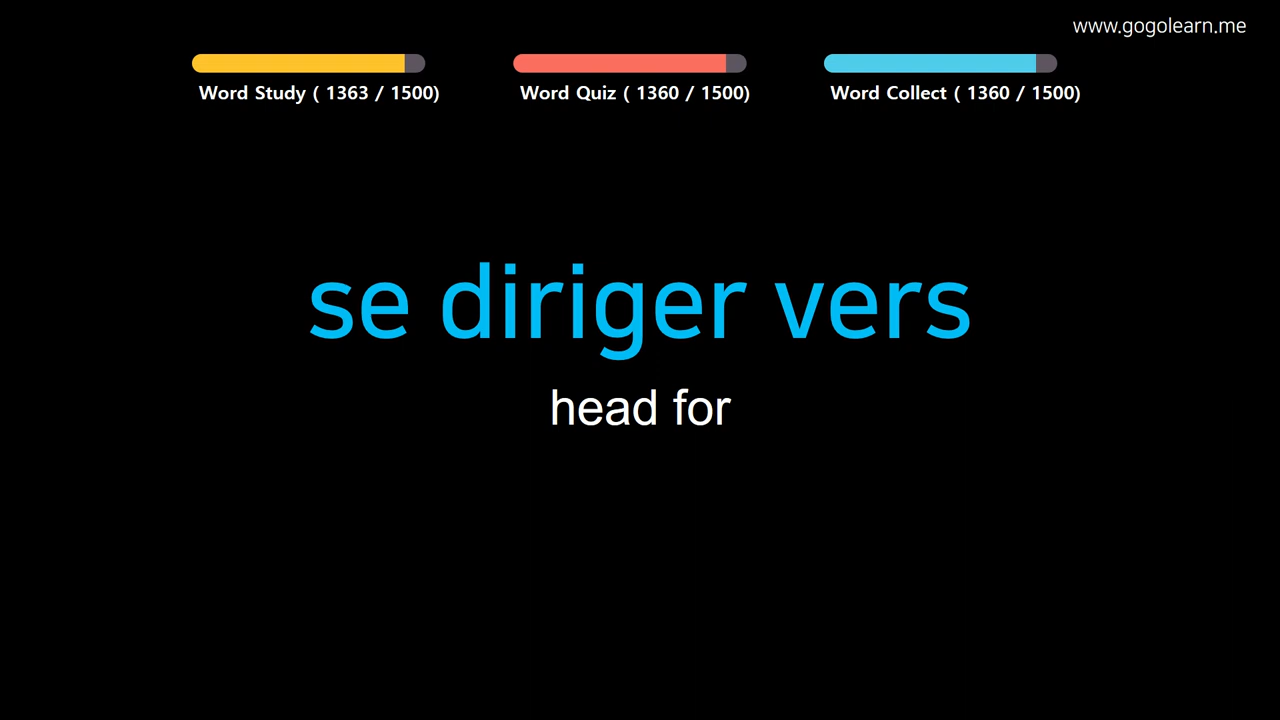 www.gogolearn.me
Word Study ( 1363 / 1500)
Word Quiz ( 1360 / 1500)
Word Collect ( 1360 / 1500)
se diriger vers
head for